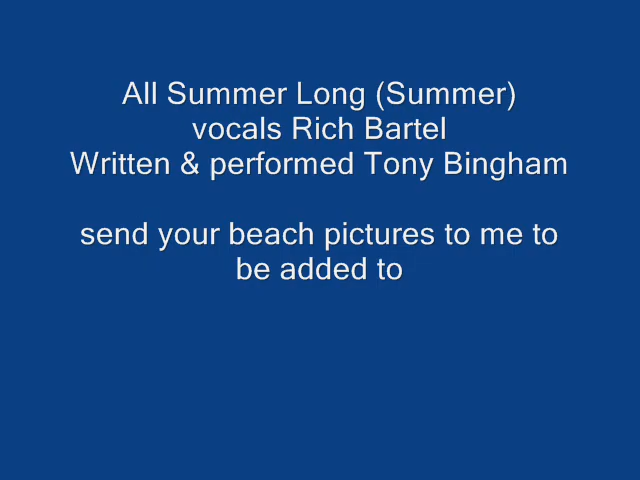 All Summer Long (Summer)
vocals Rich Bartel
Written & performed Tony Bingham
send your beach pictures to me to
be added to